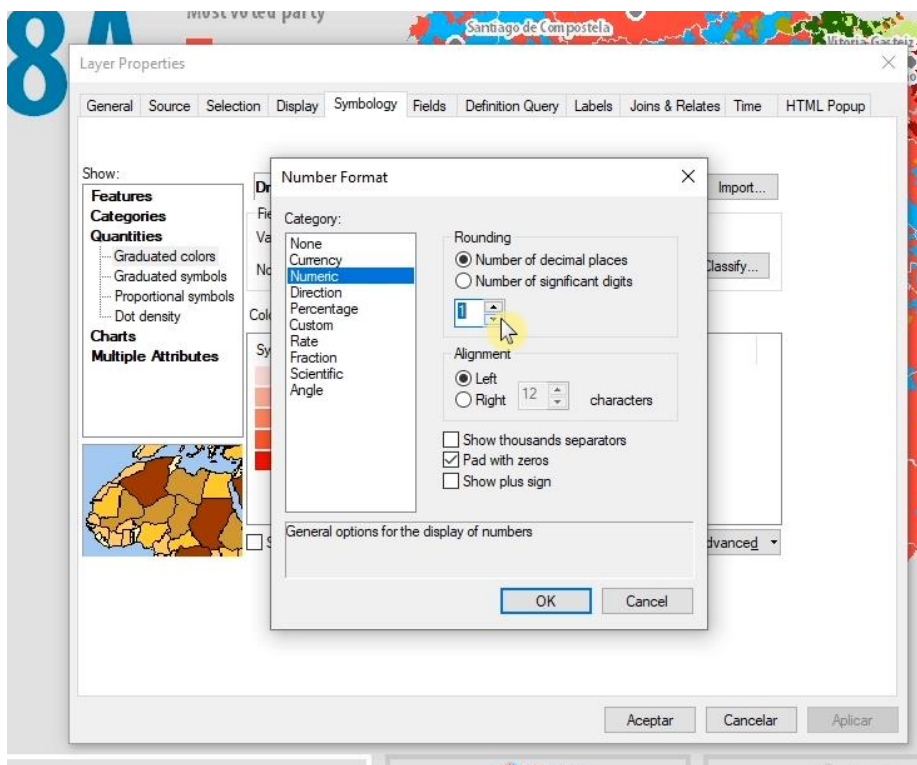 8A
Most voted party
Santiago de Compostela
Vitoria-Gasteiz
Layer Properties
General Source Selection Display Symbology Fields Definition Query Labels Joins & Relates Time HTML Popup
Show:
Features
Categories
Quantities
Graduated colors
Graduated symbols
Proportional symbols
Dot density
Charts
Multiple Attributes
Import...
Advanced
Number Format
Category:
None
Currency
Numeric
Direction
Percentage
Custom
Rate
Fraction
Scientific
Angle
Rounding
Number of decimal places
Number of significant digits
1
Alignment
Left
Right 12 characters
Show thousands separators
Pad with zeros
Show plus sign
General options for the display of numbers
OK Cancel
Aceptar Cancelar Aplicar